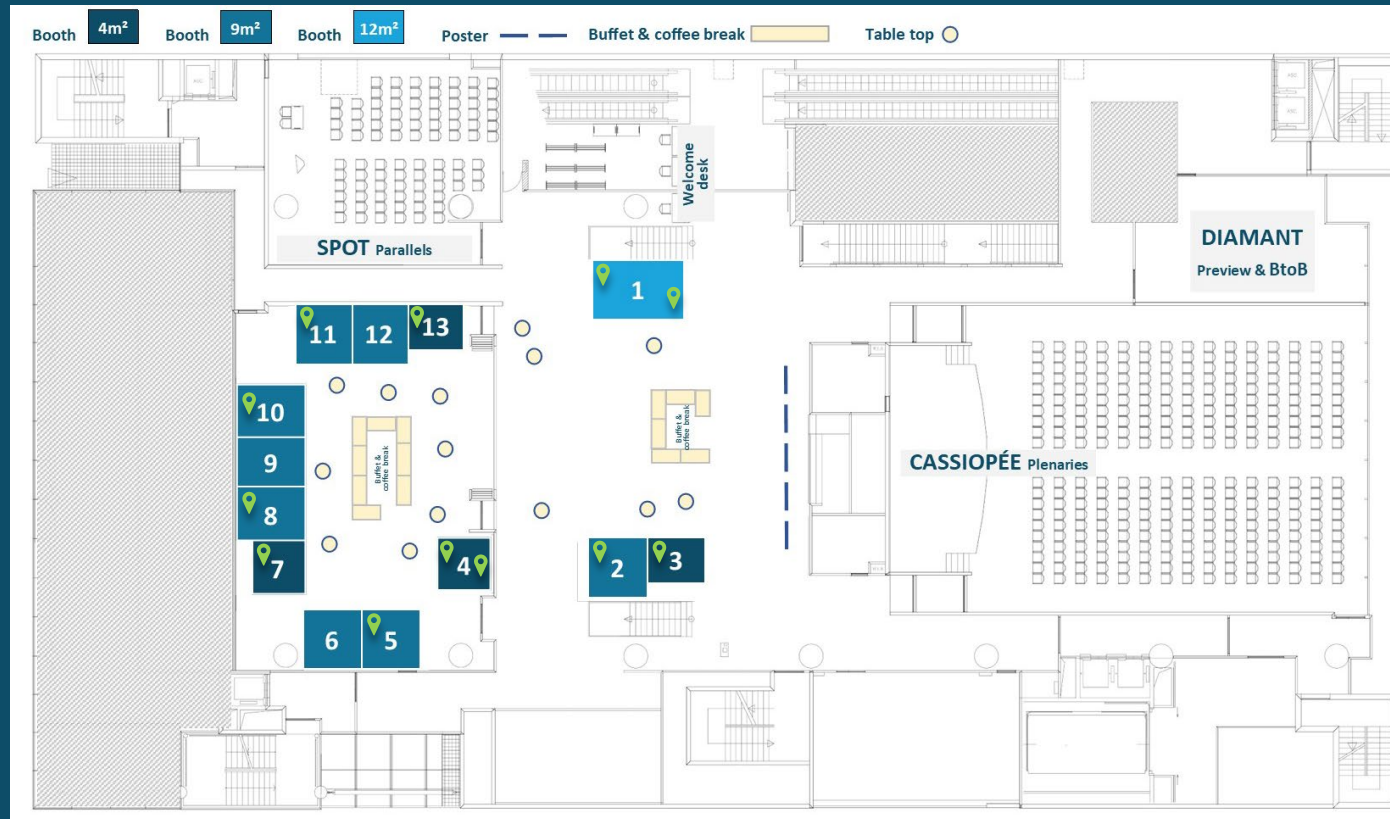 Booth 4m² Booth 9m² Booth 12m² Poster Buffet & coffee break Table top
Welcome
desk
SPOT Parallels
DIAMANT
Preview & BtoB
1
11 12 13
10
Buffet &
coffee break
9
Buffet &
coffee break
CASSIOPÉE Plenaries
8
7
4
2 3
6 5